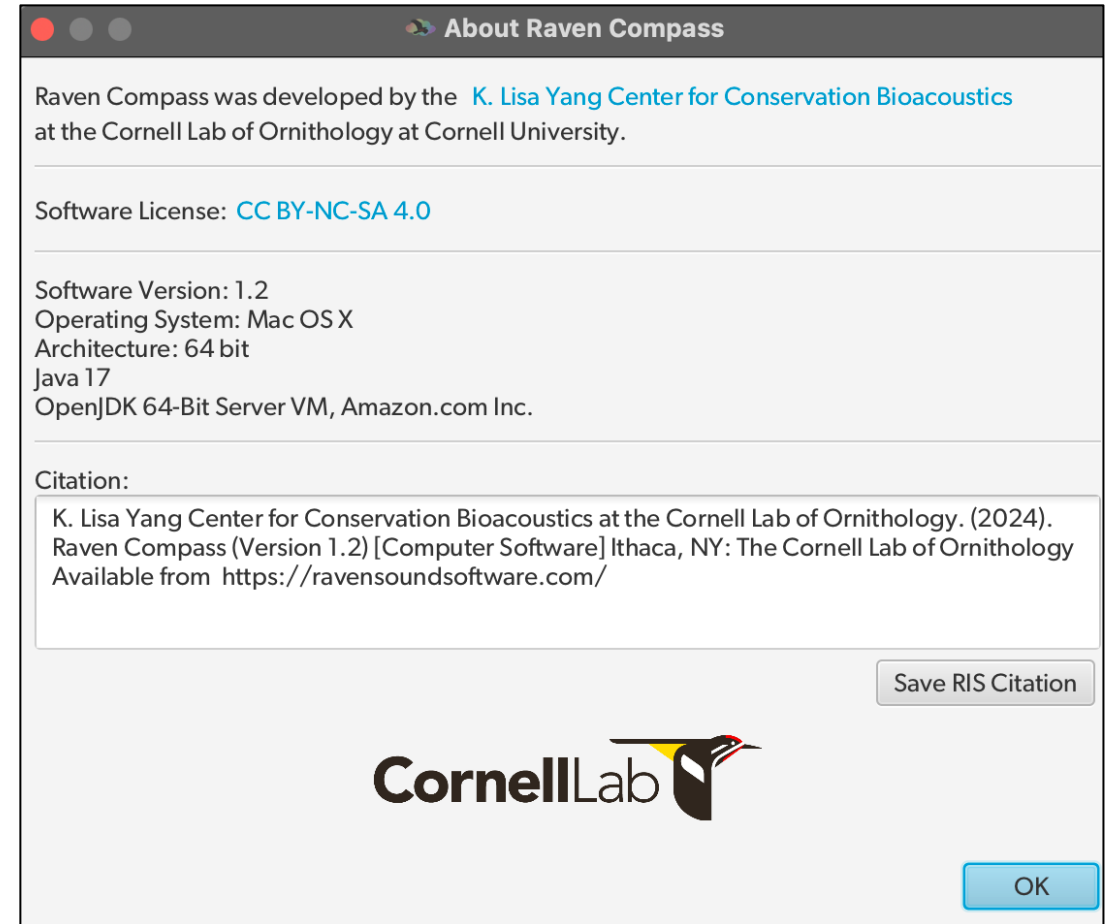 About Raven Compass
Raven Compass was developed by the K. Lisa Yang Center for Conservation Bioacoustics
at the Cornell Lab of Ornithology at Cornell University.
Software License: CC BY-NC-SA 4.0
Software Version: 1.2
Operating System: Mac OS X
Architecture: 64 bit
Java 17
OpenJDK 64-Bit Server VM, Amazon.com Inc.
Citation:
K. Lisa Yang Center for Conservation Bioacoustics at the Cornell Lab of Ornithology. (2024).
Raven Compass (Version 1.2) [Computer Software] Ithaca, NY: The Cornell Lab of Ornithology
Available from https://ravensoundsoftware.com/
Save RIS Citation
CornellLab
OK